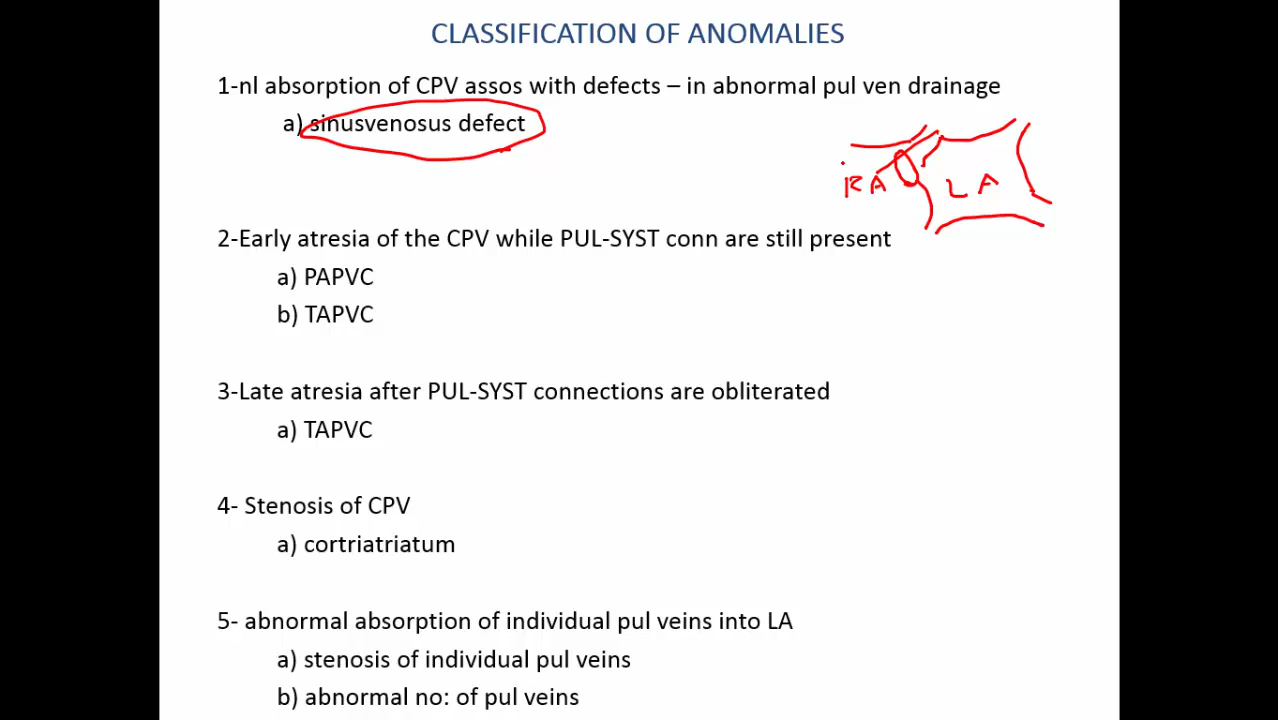 CLASSIFICATION OF ANOMALIES
1-nl absorption of CPV assos with defects – in abnormal pul ven drainage
a) sinusvenosus defect
RA LA
2-Early atresia of the CPV while PUL-SYST conn are still present
a) PAPVC
b) TAPVC
3-Late atresia after PUL-SYST connections are obliterated
a) TAPVC
4- Stenosis of CPV
a) cortriatriatum
5- abnormal absorption of individual pul veins into LA
a) stenosis of individual pul veins
b) abnormal no: of pul veins